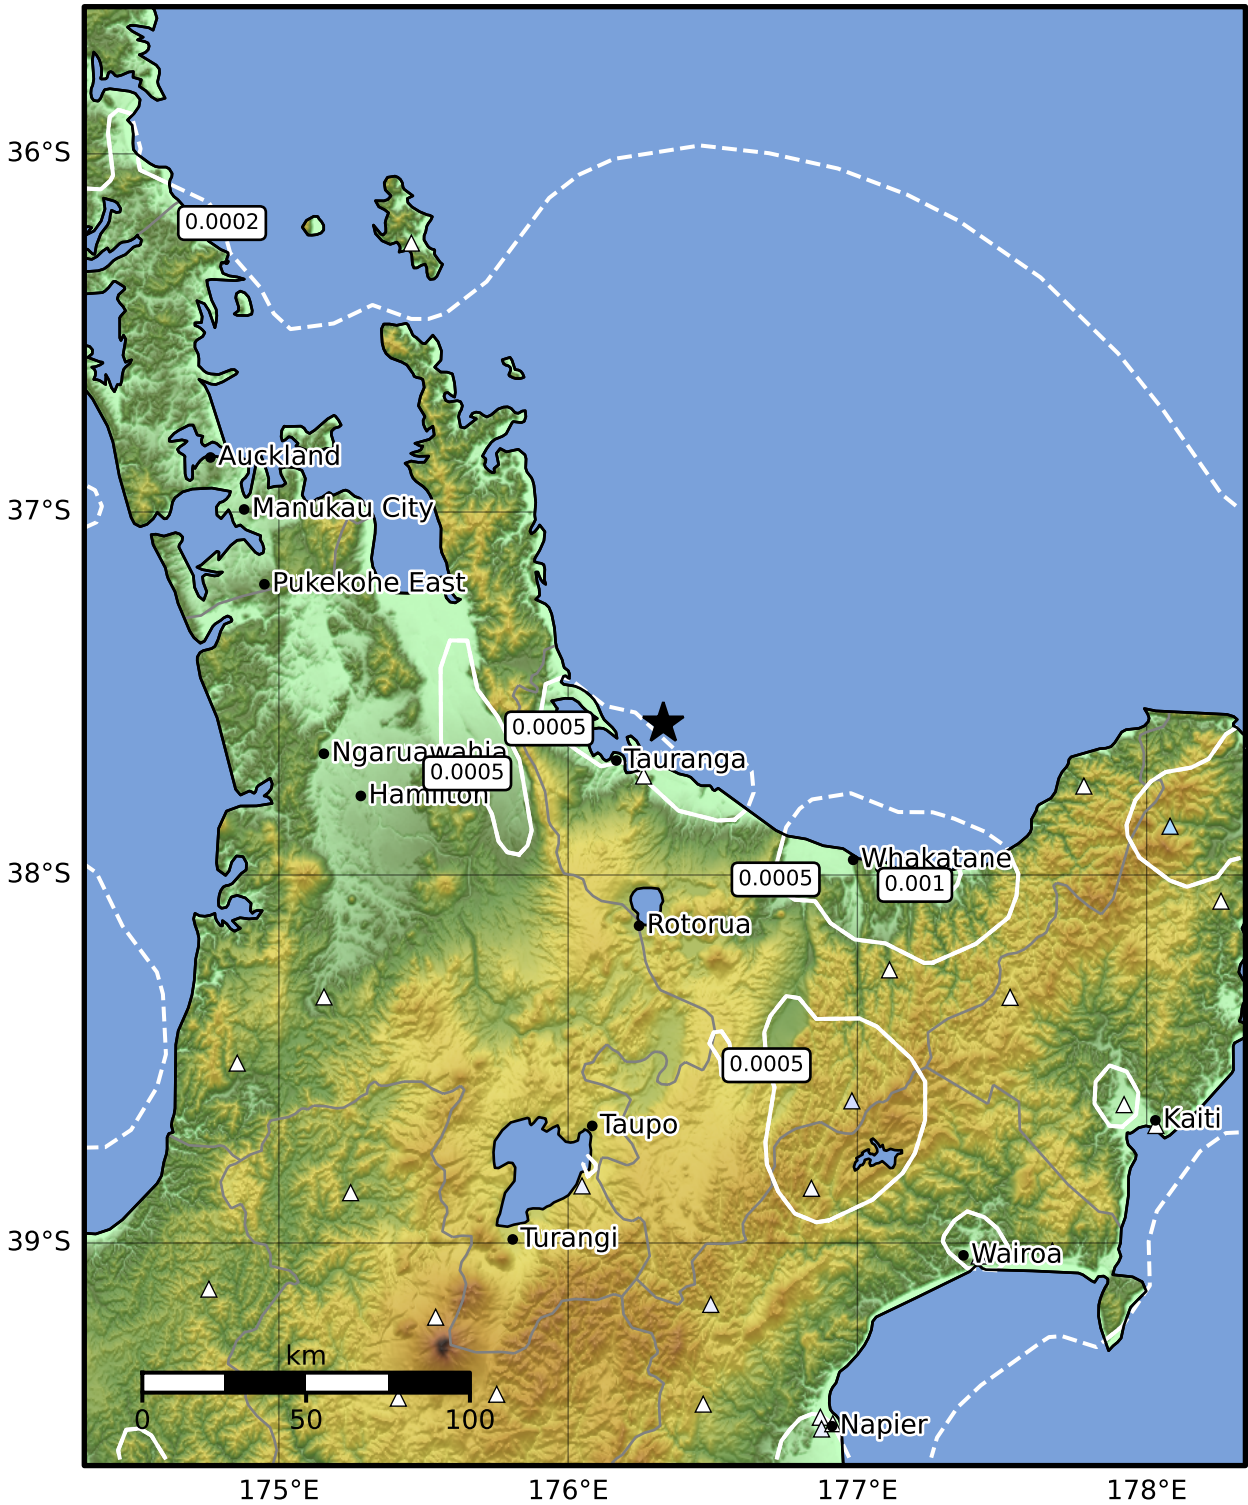 36°S
0.0002
Auckland
37°S
Manukau City
Pukekohe East
0.0005
Ngaruawahia
Tauranga
0.0005
Hamilton
38°S
Whakatane
0.0005
0.001
Rotorua
0.0005
Taupo
Kaiti
39°S
Turangi
Wairoa
km
0
50
100
Napier
175°E
176°E
177°E
178°E